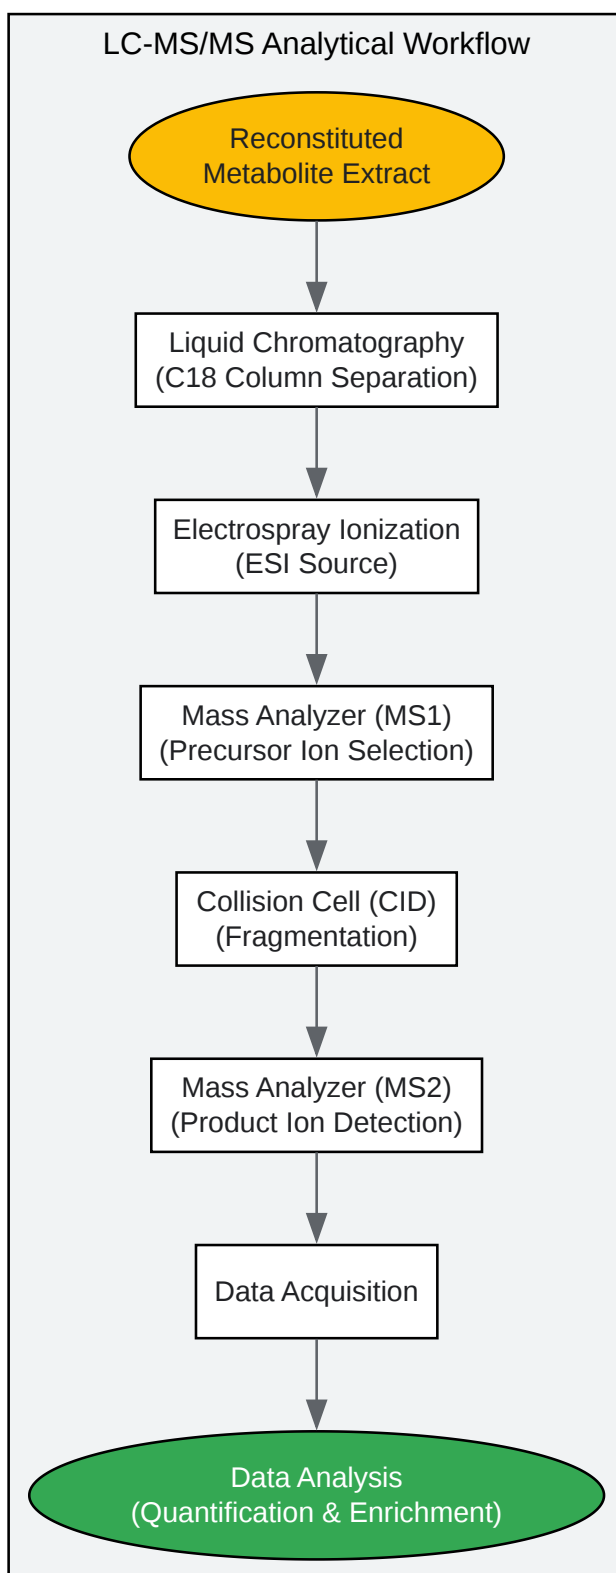 LC-MS/MS Analytical Workflow
Reconstituted
Metabolite Extract
Liquid Chromatography
(C18 Column Separation)
Electrospray Ionization
(ESI Source)
Mass Analyzer (MS1)
(Precursor Ion Selection)
Collision Cell (CID)
(Fragmentation)
Mass Analyzer (MS2)
(Product Ion Detection)
Data Acquisition
Data Analysis
(Quantification & Enrichment)